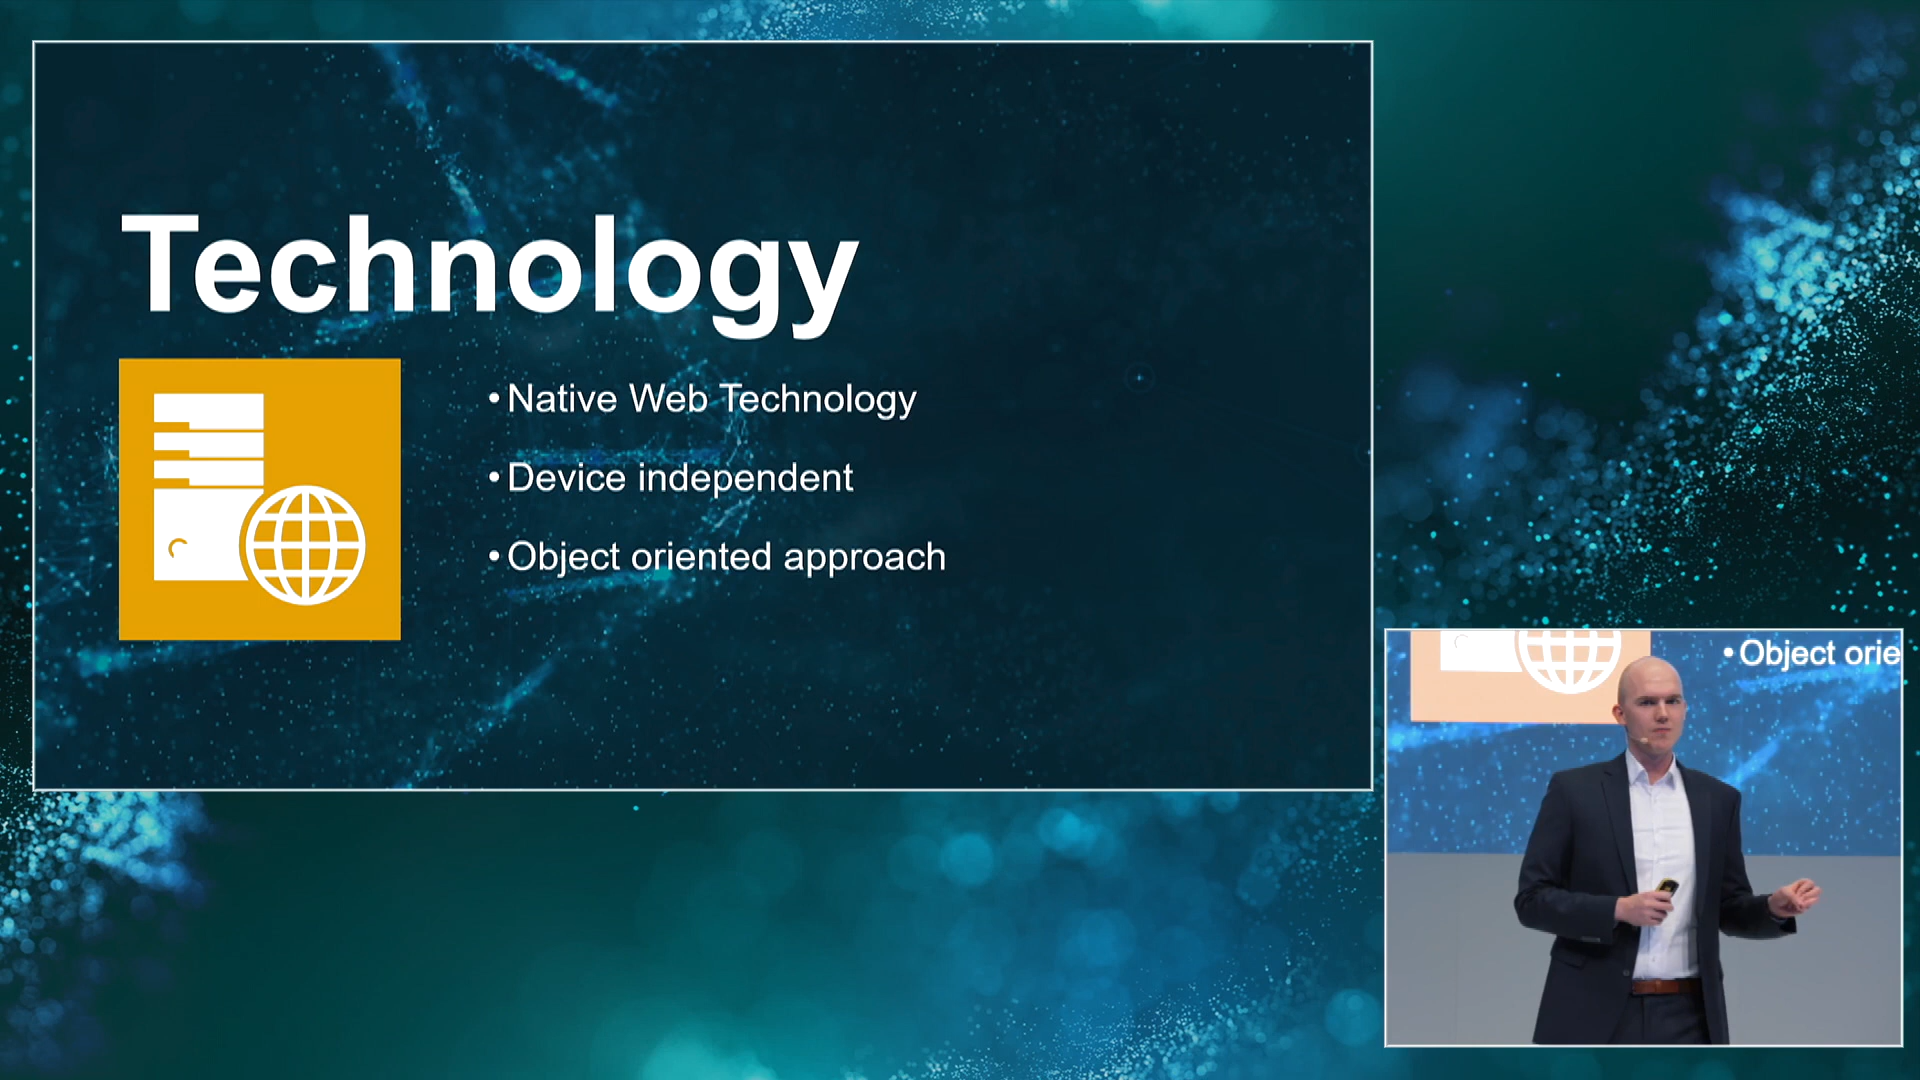 Technology
• Native Web Technology
• Device independent
• Object oriented approach
• Object orie